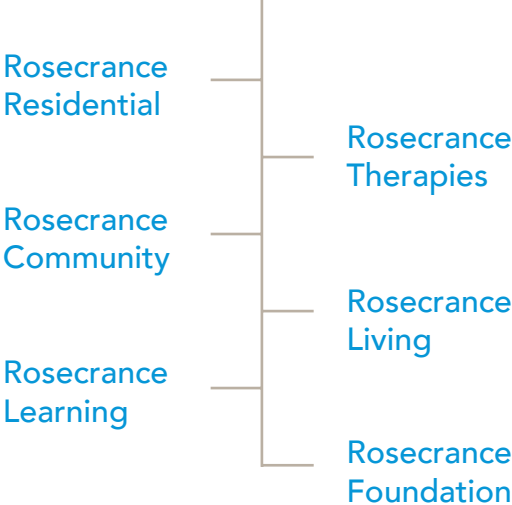 Rosecrance
Residential
Rosecrance
Therapies
Rosecrance
Community
Rosecrance
Living
Rosecrance
Learning
Rosecrance
Foundation